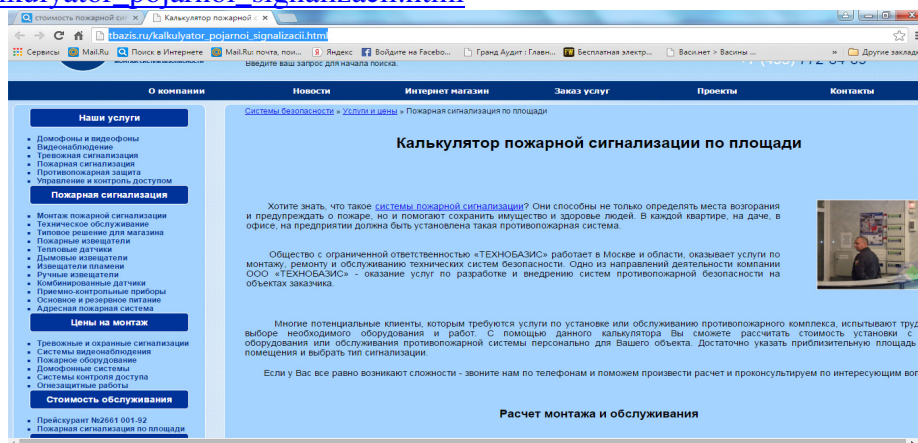 kulyator_pojarnoi_signalizacii.html
стоимость пожарной сиг
Калькулятор пожарной с
tbazis.ru/kalkulyator_pojarnoi_signalizacii.html
Сервисы Mail.Ru Поиск в Интернете Mail.Ru: почта, пои... Яндекс Войдите на Facebo... Гранд Аудит : Главн... Бесплатная электр... Васи.нет > Васины ... » Другие заклад
Введите ваш запрос для начала поиска.
О компании Новости Интернет магазин Заказ услуг Проекты Контакты
Наши услуги
Домофоны и видеофоны
Видеонаблюдение
Тревожная сигнализация
Пожарная сигнализация
Противопожарная защита
Управление и контроль доступом
Пожарная сигнализация
Монтаж пожарной сигнализации
Техническое обслуживание
Типовое решение для магазина
Пожарные извещатели
Тепловые датчики
Дымовые извещатели
Извещатели пламени
Ручные извещатели
Комбинированные датчики
Приемно-контрольные приборы
Основное и резервное питание
Адресная пожарная система
Цены на монтаж
Тревожные и охранные сигнализации
Системы видеонаблюдения
Пожарное оборудование
Домофонные системы
Системы контроля доступа
Огнезащитные работы
Стоимость обслуживания
Прейскурант №2661 001-92
Пожарная сигнализация по площади
Системы безопасности » Услуги и цены » Пожарная сигнализация по площади
Калькулятор пожарной сигнализации по площади
Хотите знать, что такое системы пожарной сигнализации? Они способны не только определять места возгорания
и предупреждать о пожаре, но и помогают сохранить имущество и здоровье людей. В каждой квартире, на даче, в
офисе, на предприятии должна быть установлена такая противопожарная система.
Общество с ограниченной ответственностью «ТЕХНОБАЗИС» работает в Москве и области, оказывает услуги по
монтажу, ремонту и обслуживанию технических систем безопасности. Одно из направлений деятельности компании
ООО «ТЕХНОБАЗИС» - оказание услуг по разработке и внедрению систем противопожарной безопасности на
объектах заказчика.
Многие потенциальные клиенты, которым требуются услуги по установке или обслуживанию противопожарного комплекса, испытывают труд
выборе необходимого оборудования и работ. С помощью данного калькулятора Вы сможете рассчитать стоимость установки с
оборудования или обслуживания противопожарной системы персонально для Вашего объекта. Достаточно указать приблизительную площадь
помещения и выбрать тип сигнализации.
Если у Вас все равно возникают сложности - звоните нам по телефонам и поможем произвести расчет и проконсультируем по интересующим воп
Расчет монтажа и обслуживания